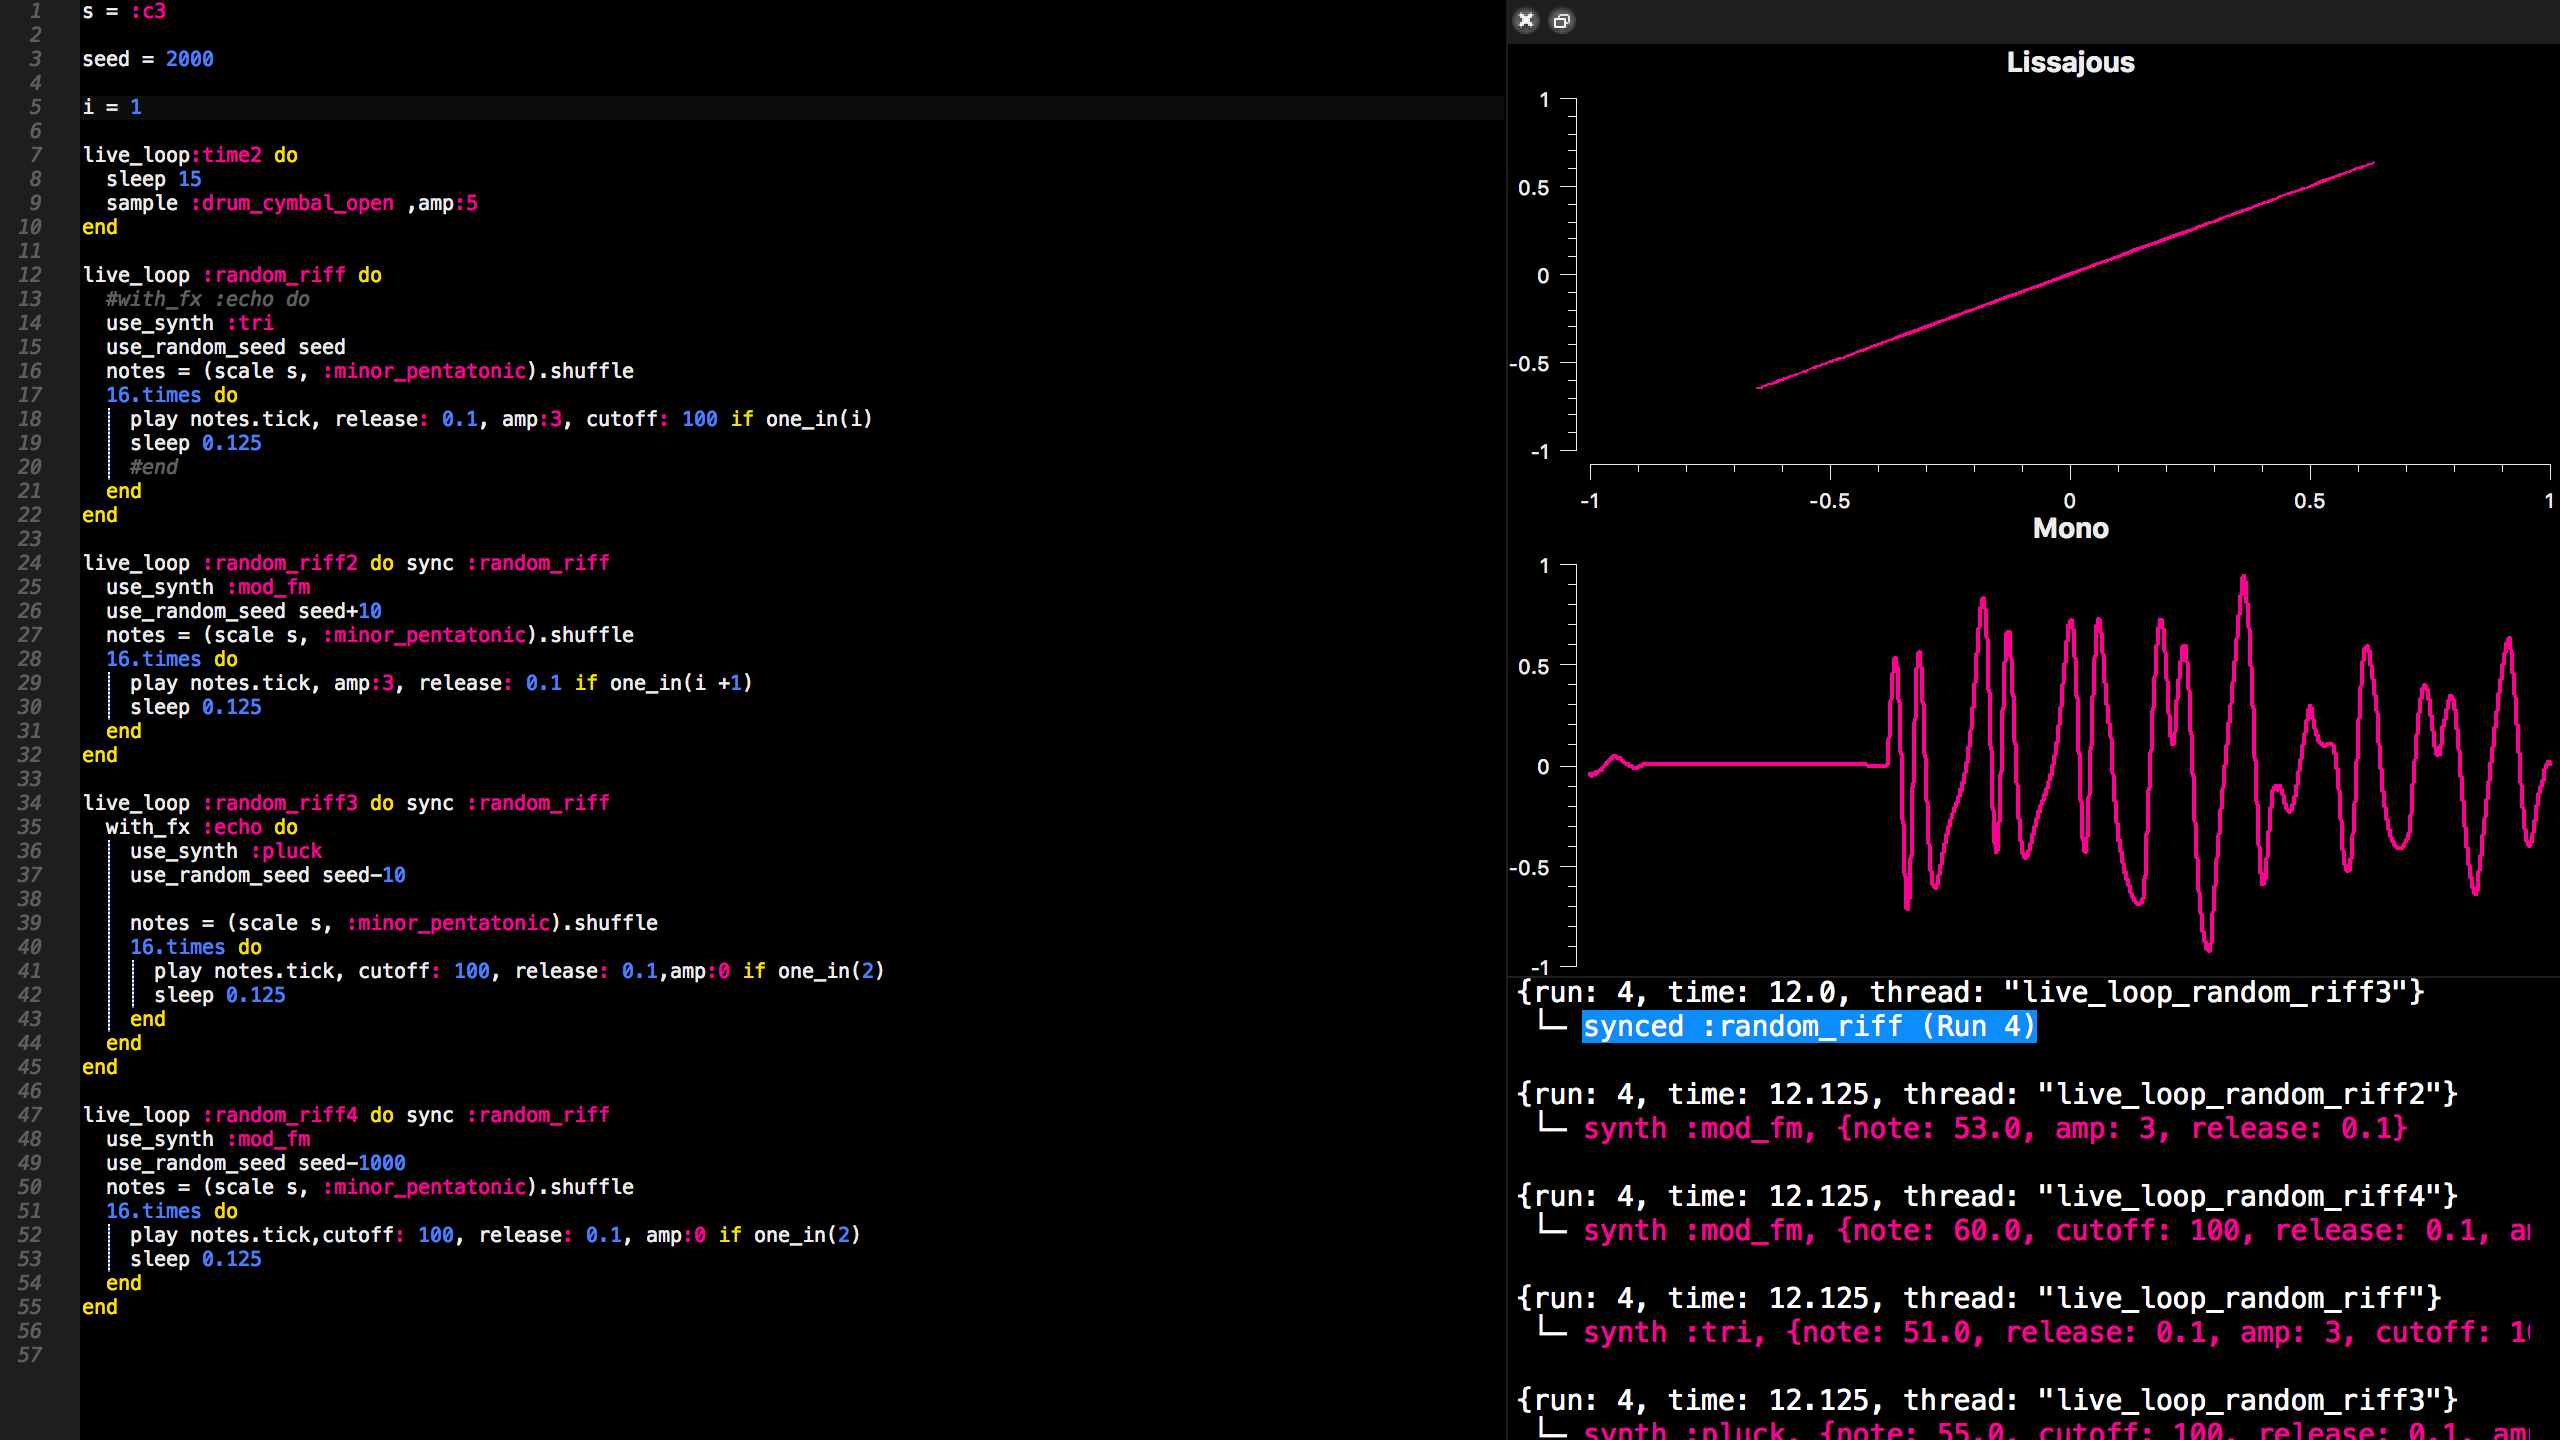 1 s = :c3
2
3 seed = 2000
4
5 i = 1
6
7 live_loop:time2 do
8   sleep 15
9   sample :drum_cymbal_open ,amp:5
10 end
11
12 live_loop :random_riff do
13   #with_fx :echo do
14   use_synth :tri
15   use_random_seed seed
16   notes = (scale s, :minor_pentatonic).shuffle
17   16.times do
18     play notes.tick, release: 0.1, amp:3, cutoff: 100 if one_in(i)
19     sleep 0.125
20     #end
21   end
22 end
23
24 live_loop :random_riff2 do sync :random_riff
25   use_synth :mod_fm
26   use_random_seed seed+10
27   notes = (scale s, :minor_pentatonic).shuffle
28   16.times do
29     play notes.tick, amp:3, release: 0.1 if one_in(i +1)
30     sleep 0.125
31   end
32 end
33
34 live_loop :random_riff3 do sync :random_riff
35   with_fx :echo do
36     use_synth :pluck
37     use_random_seed seed-10
38
39     notes = (scale s, :minor_pentatonic).shuffle
40     16.times do
41       play notes.tick, cutoff: 100, release: 0.1,amp:0 if one_in(2)
42       sleep 0.125
43     end
44   end
45 end
46
47 live_loop :random_riff4 do sync :random_riff
48   use_synth :mod_fm
49   use_random_seed seed-1000
50   notes = (scale s, :minor_pentatonic).shuffle
51   16.times do
52     play notes.tick,cutoff: 100, release: 0.1, amp:0 if one_in(2)
53     sleep 0.125
54   end
55 end
56
57
Lissajous
1
0.5
0
-0.5
-1
-1 -0.5 0 0.5 1
Mono
1
0.5
0
-0.5
-1
{run: 4, time: 12.0, thread: "live_loop_random_riff3"}
└─ synced :random_riff (Run 4)
{run: 4, time: 12.125, thread: "live_loop_random_riff2"}
└─ synth :mod_fm, {note: 53.0, amp: 3, release: 0.1}
{run: 4, time: 12.125, thread: "live_loop_random_riff4"}
└─ synth :mod_fm, {note: 60.0, cutoff: 100, release: 0.1,
{run: 4, time: 12.125, thread: "live_loop_random_riff"}
└─ synth :tri, {note: 51.0, release: 0.1, amp: 3, cutoff:
{run: 4, time: 12.125, thread: "live_loop_random_riff3"}
└─ synth :pluck, {note: 55.0, cutoff: 100, release: 0.1,